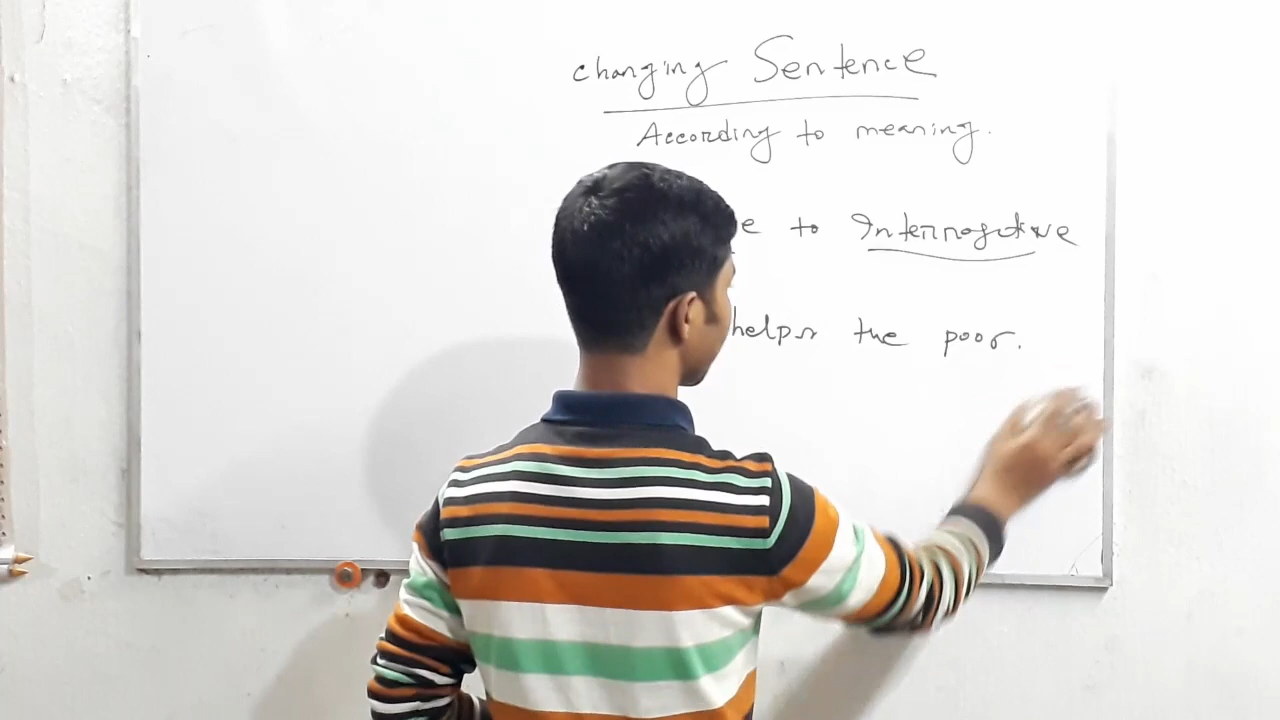 changing Sentence
According to meaning.
e to Interrogative
helps the poor.